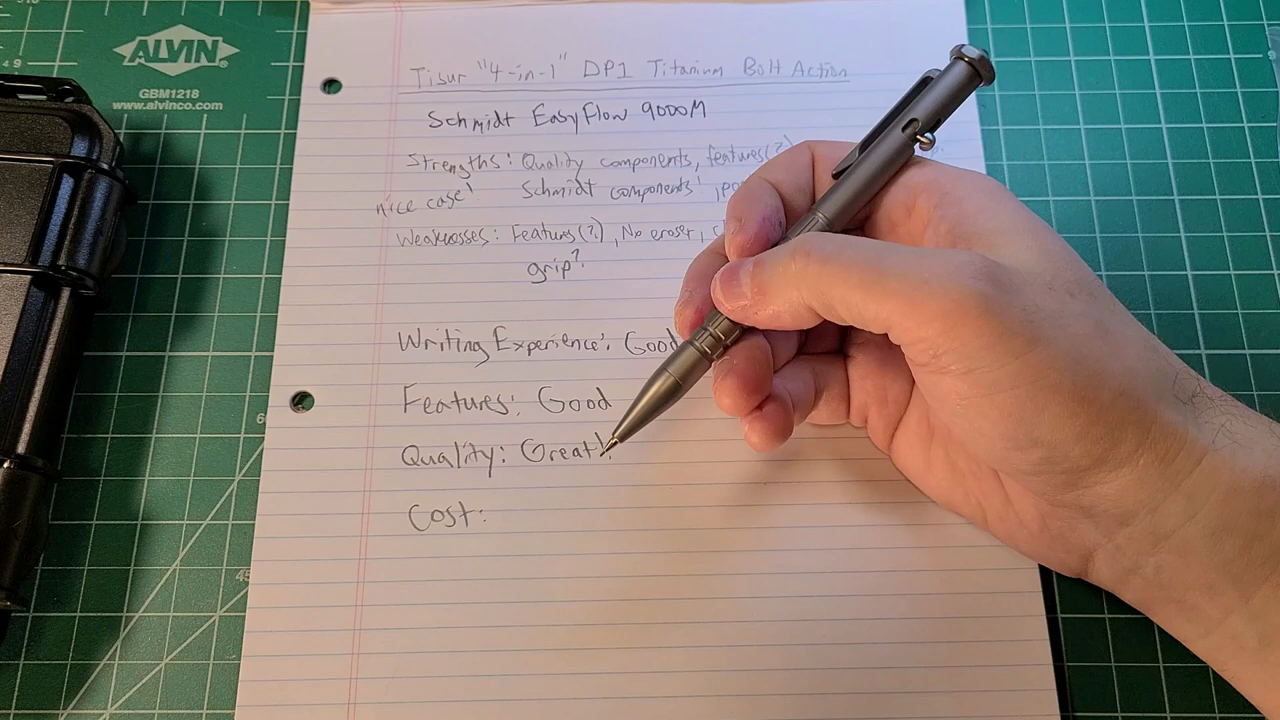 ALVIN
GBM1218
www.alvinco.com
Tisur "4-in-1" DP1 Titanium Bolt Action
Schmidt EasyFlow 9000M
Strengths: Quality components, features(?)
nice case! Schmidt components!,
Weaknesses: Features(?), No eraser,
grip?
Writing Experience: Good
Features: Good
Quality: Great!
Cost: